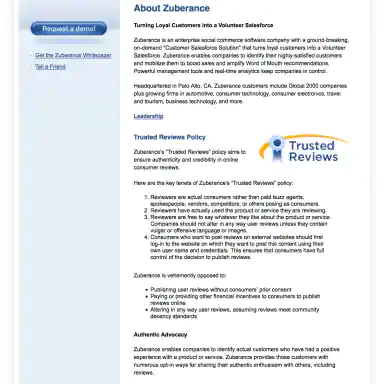 About Zuberance
Turning Loyal Customers into a Volunteer Salesforce
Request a demo!
Get the Zuberance Whitepaper
Tell a Friend
Zuberance is an enterprise social commerce software company with a ground-breaking,
on-demand "Customer Salesforce Solution" that turns loyal customers into a Volunteer
Salesforce. Zuberance enables companies to identify their highly-satisfied customers
and mobilize them to boost sales and amplify Word of Mouth recommendations.
Powerful management tools and real-time analytics keep companies in control.
Headquartered in Palo Alto, CA, Zuberance customers include Global 2000 companies
plus growing firms in automotive, consumer technology, consumer electronics, travel
and tourism, business technology, and more.
Leadership
Trusted Reviews Policy
Zuberance's "Trusted Review" policy aims to
ensure authenticity and credibility in online
consumer reviews.
Trusted
Reviews
Here are the key tenets of Zuberance's "Trusted Reviews" policy:
1. Reviewers are actual consumers rather than paid buzz agents,
spokespeople, vendors, competitors, or others posing as consumers.
2. Reviewers have actually used the product or service they are reviewing.
3. Reviewers are free to say whatever they like about the product or service.
Companies should not alter in any way user reviews unless they contain
vulgar or offensive language or images.
4. Consumers who want to post reviews on external websites should first
log-in to the website on which they want to post this content using their
own user name and credentials. This ensures that consumers have full
control of the decision to publish reviews.
Zuberance is vehemently opposed to:
• Publishing user reviews without consumers' prior consent
• Paying or providing other financial incentives to consumers to publish
reviews online
• Altering in any way user reviews, assuming reviews meet community
decency standards
Authentic Advocacy
Zuberance enables companies to identify actual customers who have had a positive
experience with a product or service. Zuberance provides those customers with
numerous opt-in ways for sharing their authentic enthusiasm with others, including
reviews.